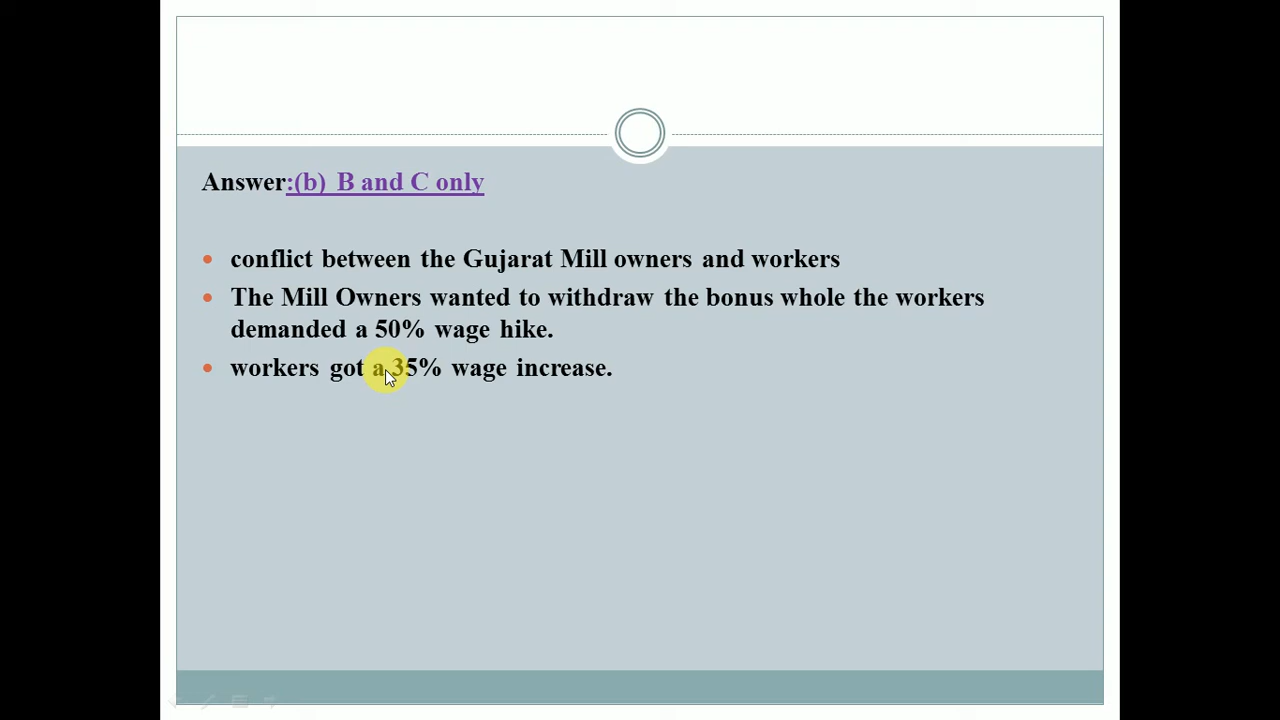 Answer:(b) B and C only
conflict between the Gujarat Mill owners and workers
The Mill Owners wanted to withdraw the bonus whole the workers
demanded a 50% wage hike.
workers got a 35% wage increase.